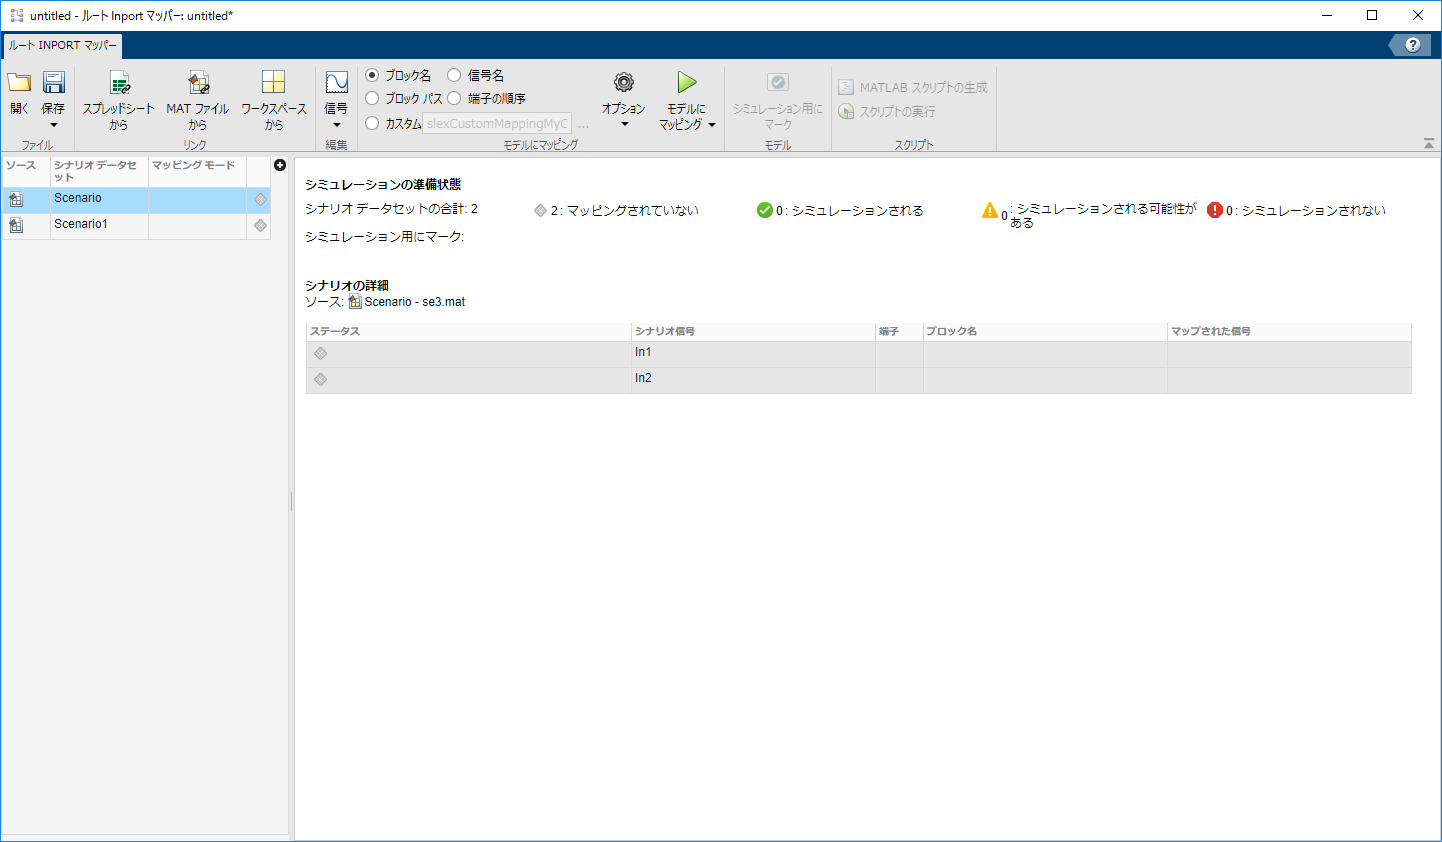 untitled - ルート Inport マッパー: untitled*
ルート INPORT マッパー
?
開く
保存
ファイル
スプレッドシート
から
MAT ファイル
から
ワークスペース
から
リンク
信号
編集
ブロック名
信号名
ブロック パス
端子の順序
カスタム
slexCustomMappingMyC
...
オプション
モデルに
マッピング
モデルにマッピング
シミュレーション用に
マーク
モデル
MATLAB スクリプトの生成
スクリプトの実行
スクリプト
ソース
シナリオ データセ
ット
マッピング モード
Scenario
Scenario1
シミュレーションの準備状態
シナリオ データセットの合計: 2
2 : マッピングされていない
0 : シミュレーションされる
0 : シミュレーションされる可能性が
ある
0 : シミュレーションされない
シミュレーション用にマーク:
シナリオの詳細
ソース: Scenario - se3.mat
ステータス
シナリオ信号
端子
ブロック名
マップされた信号
In1
In2